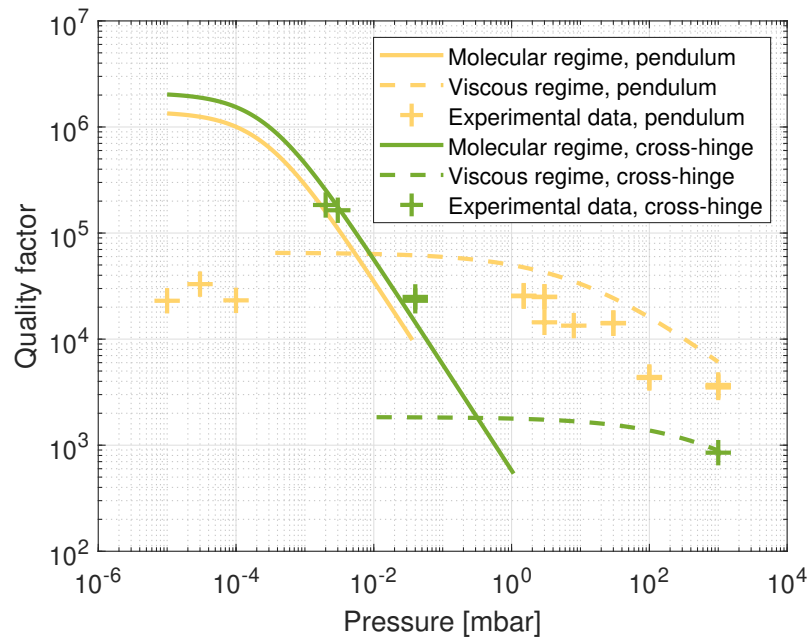 10^7
10^6
10^5
10^4
10^3
10^2
Quality factor
Molecular regime, pendulum
Viscous regime, pendulum
Experimental data, pendulum
Molecular regime, cross-hinge
Viscous regime, cross-hinge
Experimental data, cross-hinge
10^-6 10^-4 10^-2 10^0 10^2 10^4
Pressure [mbar]